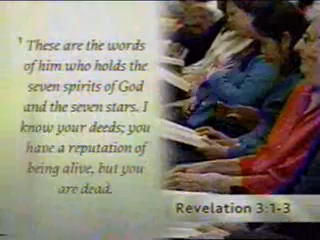 1 These are the words
of him who holds the
seven spirits of God
and the seven stars. I
know your deeds; you
have a reputation of
being alive, but you
are dead.
Revelation 3:1-3